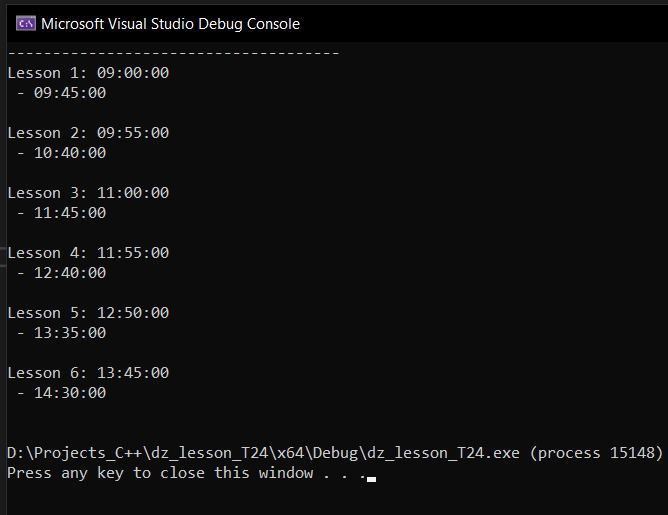 C:\ Microsoft Visual Studio Debug Console
-------------------------------------
Lesson 1: 09:00:00
 - 09:45:00
Lesson 2: 09:55:00
 - 10:40:00
Lesson 3: 11:00:00
 - 11:45:00
Lesson 4: 11:55:00
 - 12:40:00
Lesson 5: 12:50:00
 - 13:35:00
Lesson 6: 13:45:00
 - 14:30:00
D:\Projects_C++\dz_lesson_T24\x64\Debug\dz_lesson_T24.exe (process 15148)
Press any key to close this window . . .